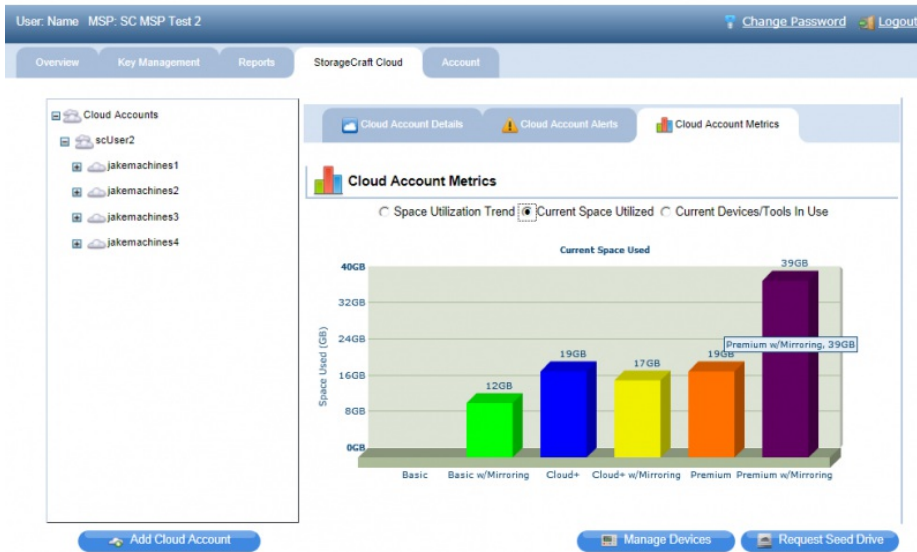 User: Name MSP: SC MSP Test 2
Change Password
Logout
Overview
Key Management
Reports
StorageCraft Cloud
Account
Cloud Accounts
scUser2
jakemachines1
jakemachines2
jakemachines3
jakemachines4
Cloud Account Details
Cloud Account Alerts
Cloud Account Metrics
Cloud Account Metrics
Space Utilization Trend
Current Space Utilized
Current Devices/Tools In Use
Current Space Used
Space Used (GB)
40GB
32GB
24GB
16GB
8GB
0GB
12GB
19GB
17GB
19GB
39GB
Premium w/Mirroring, 39GB
Basic
Basic w/Mirroring
Cloud+
Cloud+ w/Mirroring
Premium
Premium w/Mirroring
Add Cloud Account
Manage Devices
Request Seed Drive